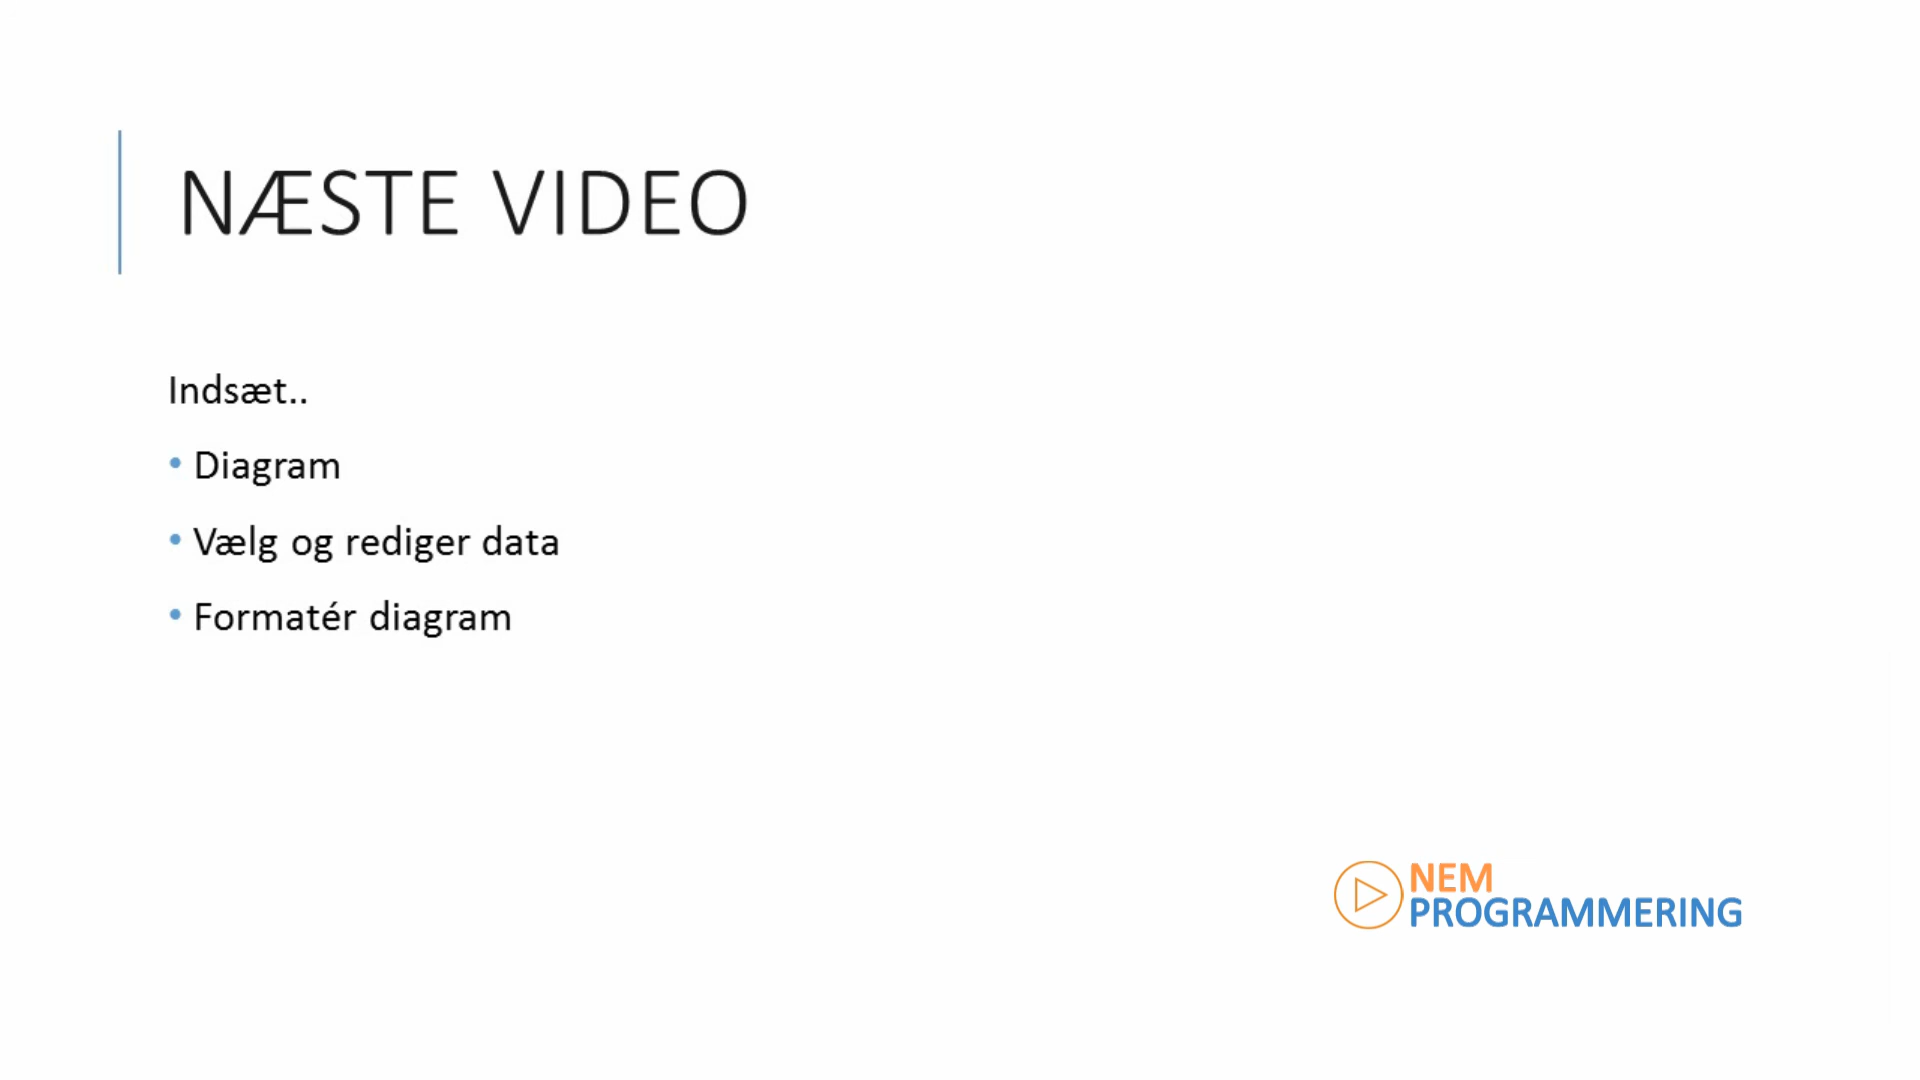 NÆSTE VIDEO
Indsæt..
• Diagram
• Vælg og rediger data
• Formatér diagram
NEM
PROGRAMMERING